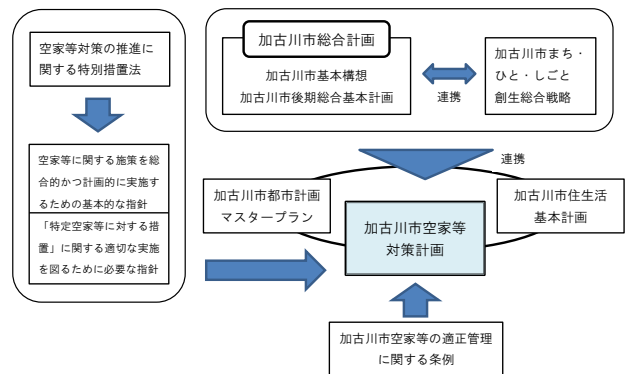 空家等対策の推進に
関する特別措置法
空家等に関する施策を総
合的かつ計画的に実施す
るための基本的な指針
「特定空家等に対する措
置」に関する適切な実施
を図るために必要な指針
加古川市総合計画
加古川市基本構想
加古川市後期総合基本計画
連携
加古川市まち・
ひと・しごと
創生総合戦略
連携
加古川市都市計画
マスタープラン
加古川市住生活
基本計画
加古川市空家等
対策計画
加古川市空家等の適正管理
に関する条例